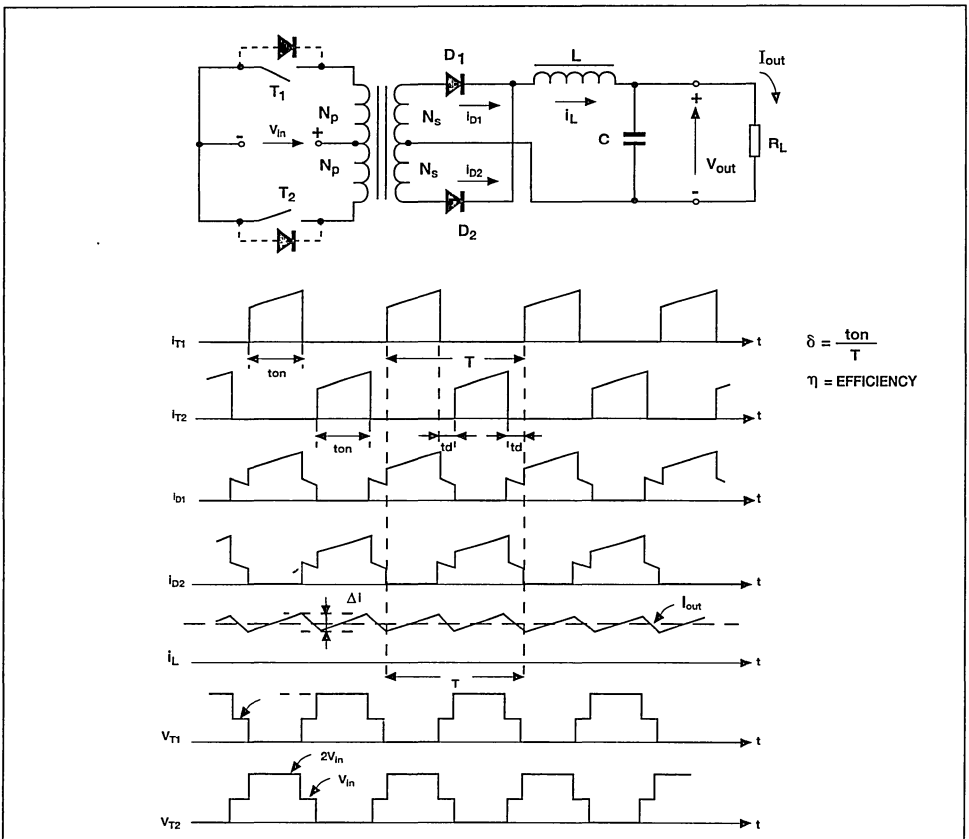 D1
L
Iout
T1
Np
Ns
iD1
iL
+
- Vin +
C
RL
Vout
Np
Ns
iD2
T2
-
D2
iT1
t
δ = ton / T
ton
T
η = EFFICIENCY
iT2
t
ton
td
td
iD1
t
iD2
t
Δi
Iout
iL
t
T
VT1
t
2Vin
Vin
VT2
t